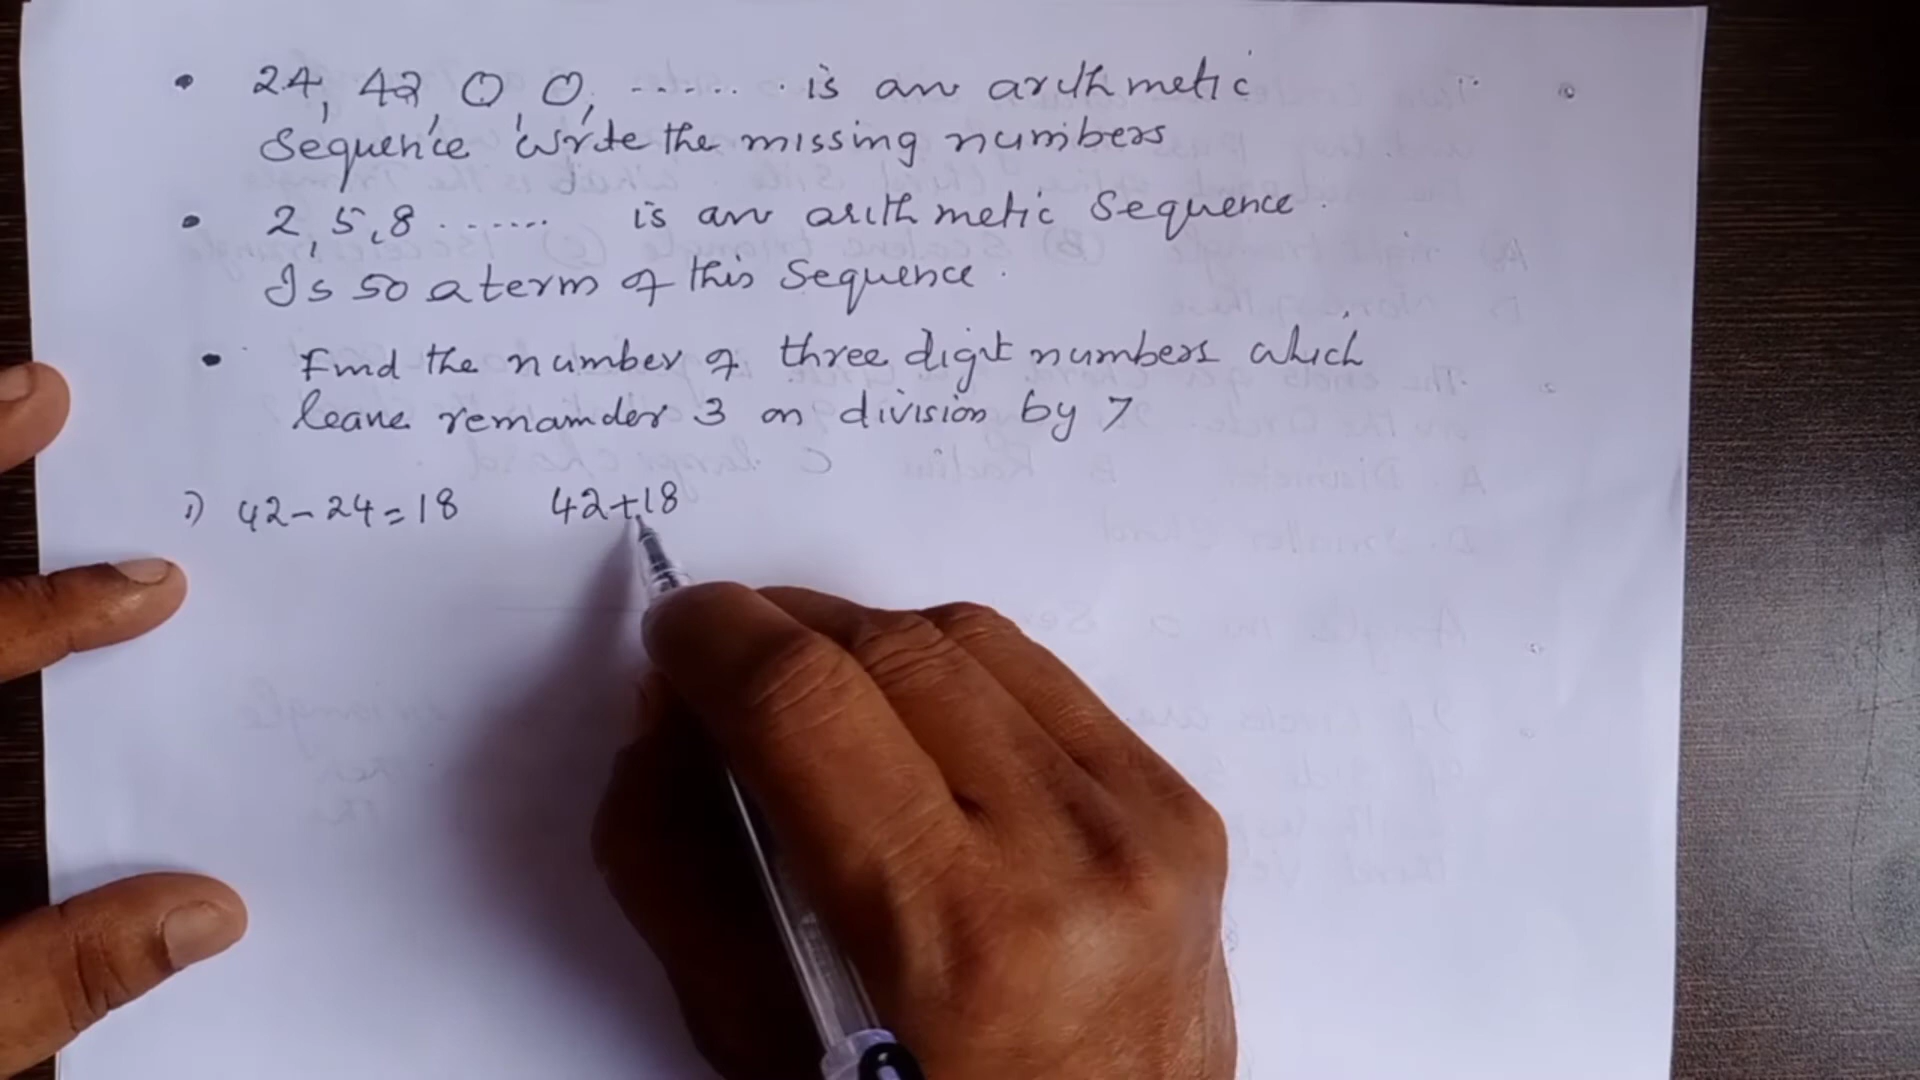 • 24, 42, O, O, ........ is an arithmetic
Sequence write the missing numbers
• 2, 5, 8 ....... is an arithmetic Sequence.
Is 50 a term of this Sequence.
• Find the number of three digit numbers which
leave remainder 3 on division by 7
i) 42-24=18 42+18